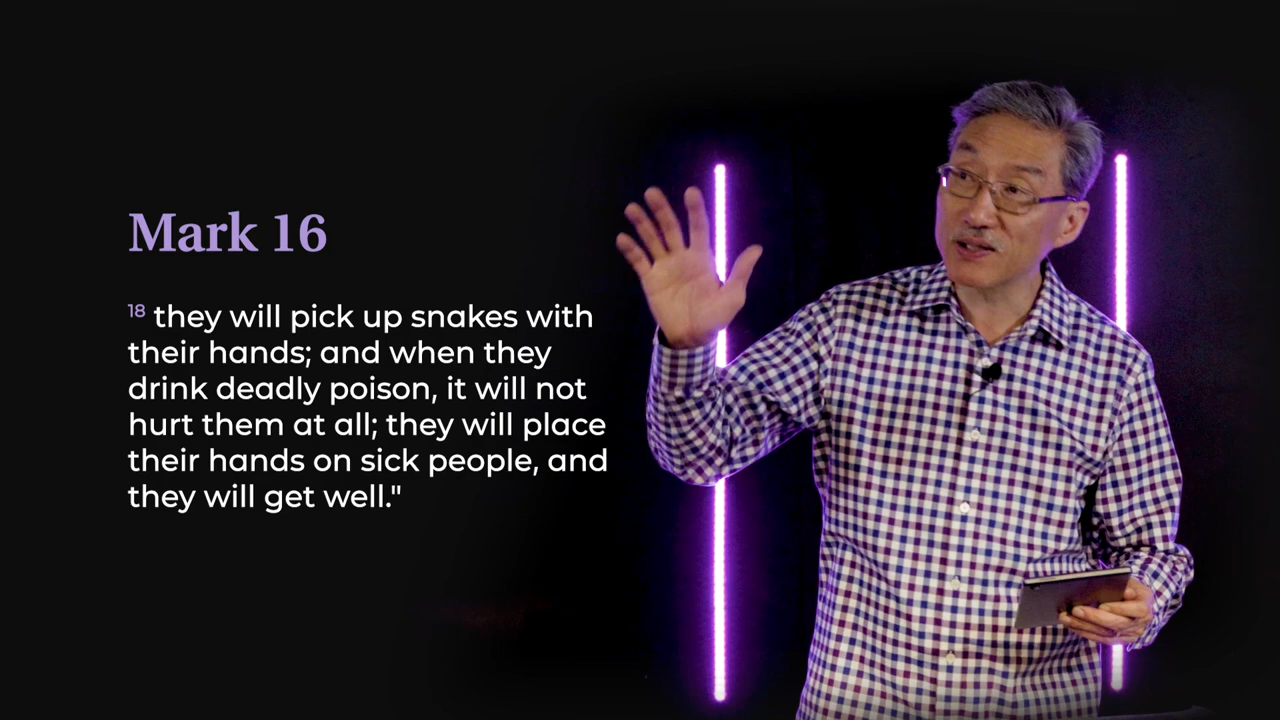 Mark 16
18 they will pick up snakes with
their hands; and when they
drink deadly poison, it will not
hurt them at all; they will place
their hands on sick people, and
they will get well."